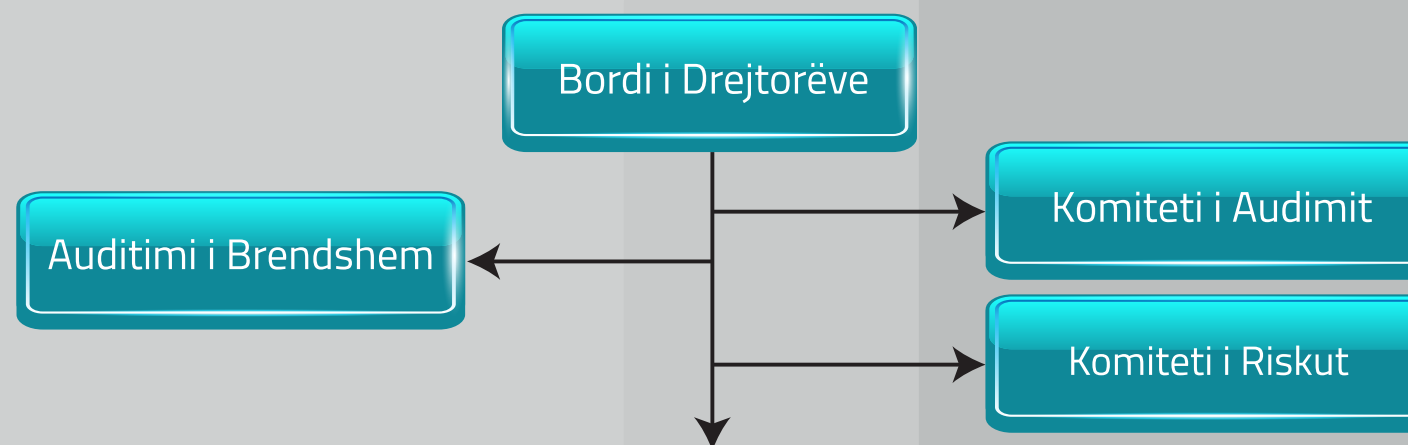 Bordi i Drejtorëve
Komiteti i Audimit
Auditimi i Brendshem
Komiteti i Riskut